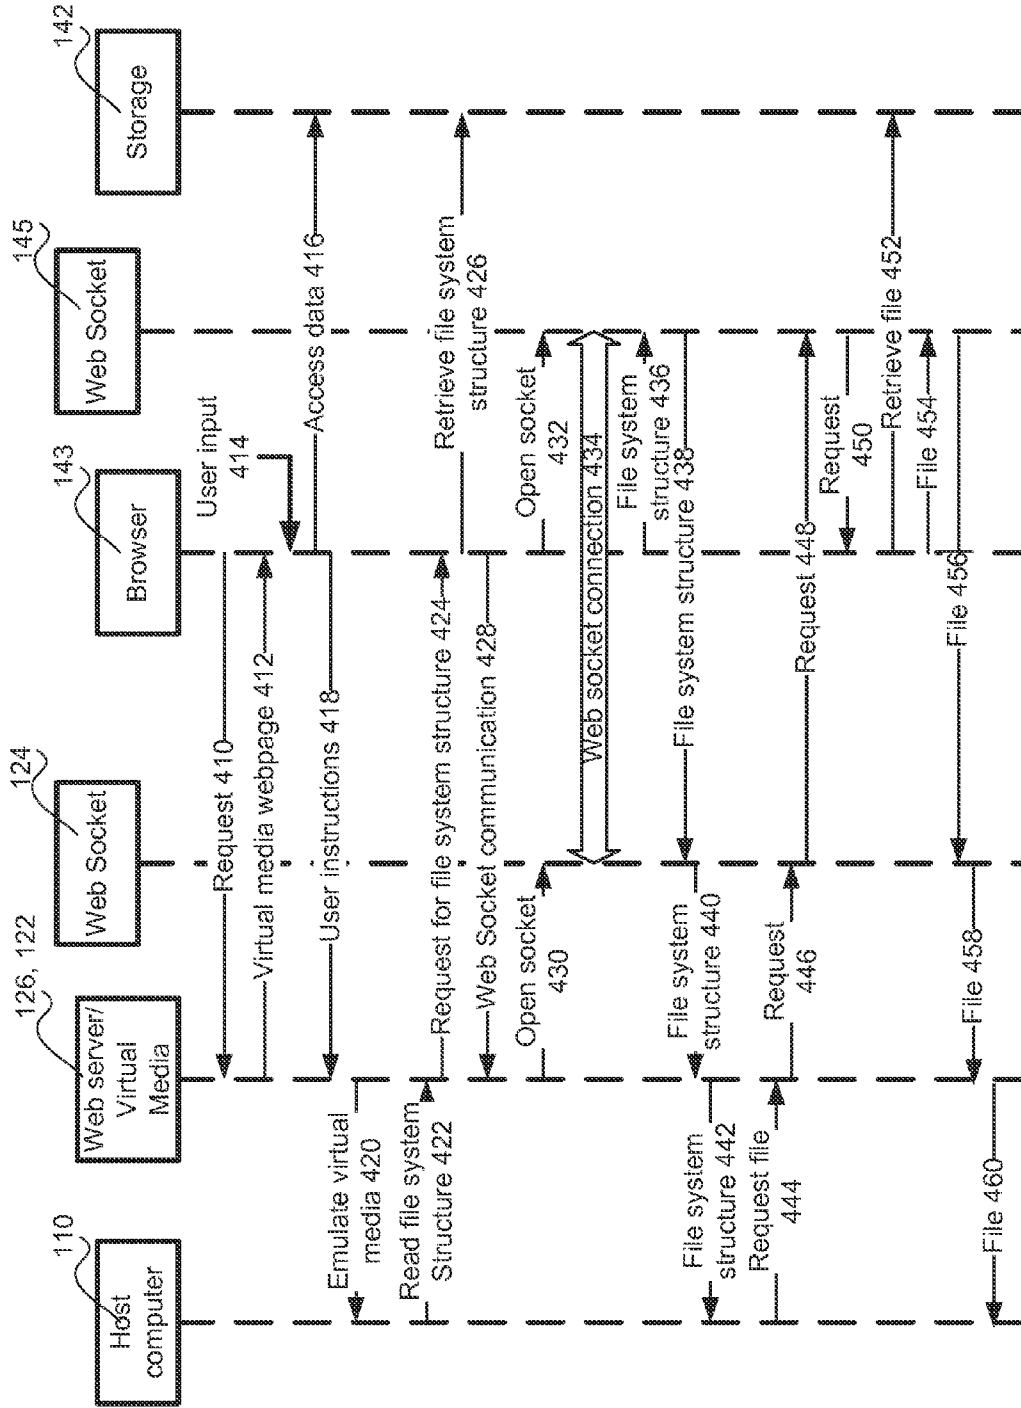 110
Host
computer
126, 122
Web server/
Virtual
Media
124
Web Socket
143
Browser
145
Web Socket
142
Storage
Request 410
Virtual media webpage 412
User input
414
Access data 416
User instructions 418
Emulate virtual
media 420
Read file system
Structure 422
Request for file system structure 424
Retrieve file system
structure 426
Web Socket communication 428
Open socket
430
Open socket
432
Web socket connection 434
File system
structure 436
File system structure 438
File system
structure 440
File system
structure 442
Request file
444
Request
446
Request 448
Request
450
Retrieve file 452
File 454
File 456
File 458
File 460